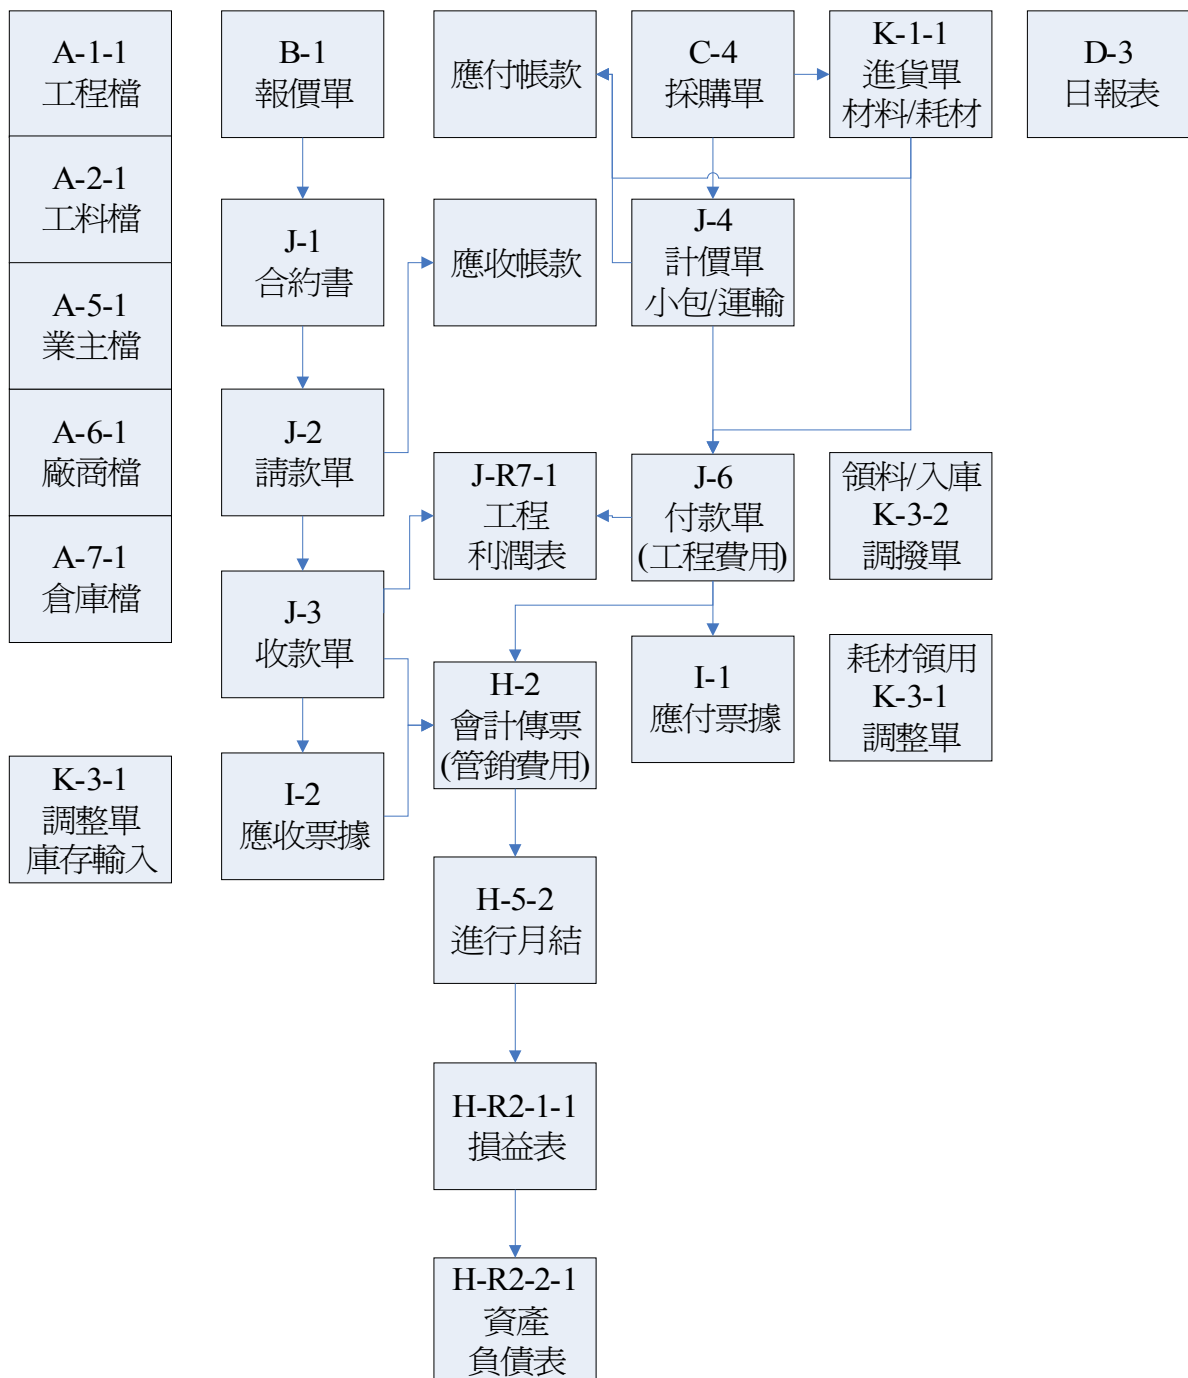 A-1-1
工程檔
A-2-1
工料檔
A-5-1
業主檔
A-6-1
廠商檔
A-7-1
倉庫檔
K-3-1
調整單
庫存輸入
B-1
報價單
J-1
合約書
J-2
請款單
J-3
收款單
I-2
應收票據
應付帳款
應收帳款
J-R7-1
工程
利潤表
H-2
會計傳票
(管銷費用)
H-5-2
進行月結
H-R2-1-1
損益表
H-R2-2-1
資產
負債表
C-4
採購單
J-4
計價單
小包/運輸
J-6
付款單
(工程費用)
I-1
應付票據
K-1-1
進貨單
材料/耗材
領料/入庫
K-3-2
調撥單
耗材領用
K-3-1
調整單
D-3
日報表